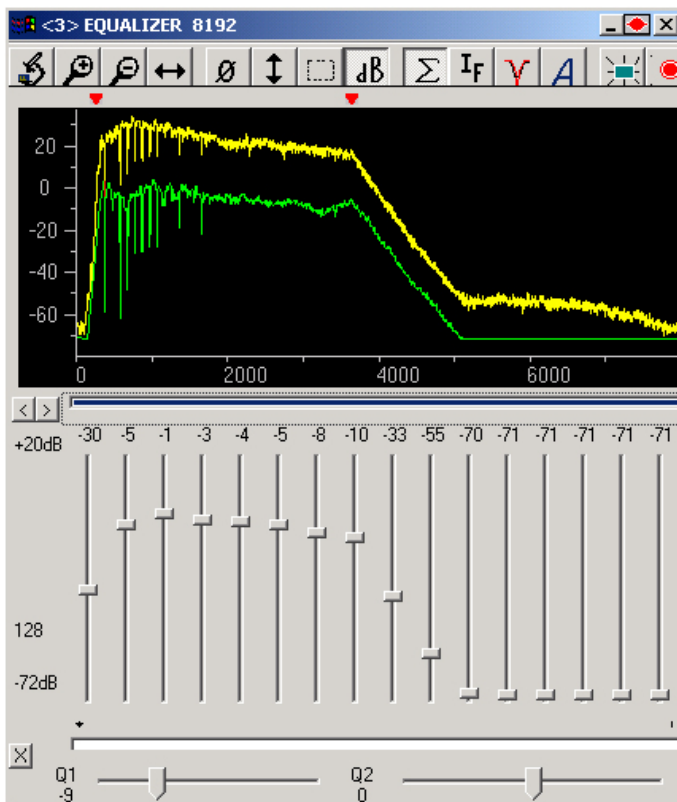 <3> EQUALIZER 8192
ø dB Σ IF A
20
0
-20
-40
-60
0 2000 4000 6000
< >
+20dB -30 -5 -1 -3 -4 -5 -8 -10 -33 -55 -70 -71 -71 -71 -71 -71
128
-72dB
X
Q1 Q2
-9 0